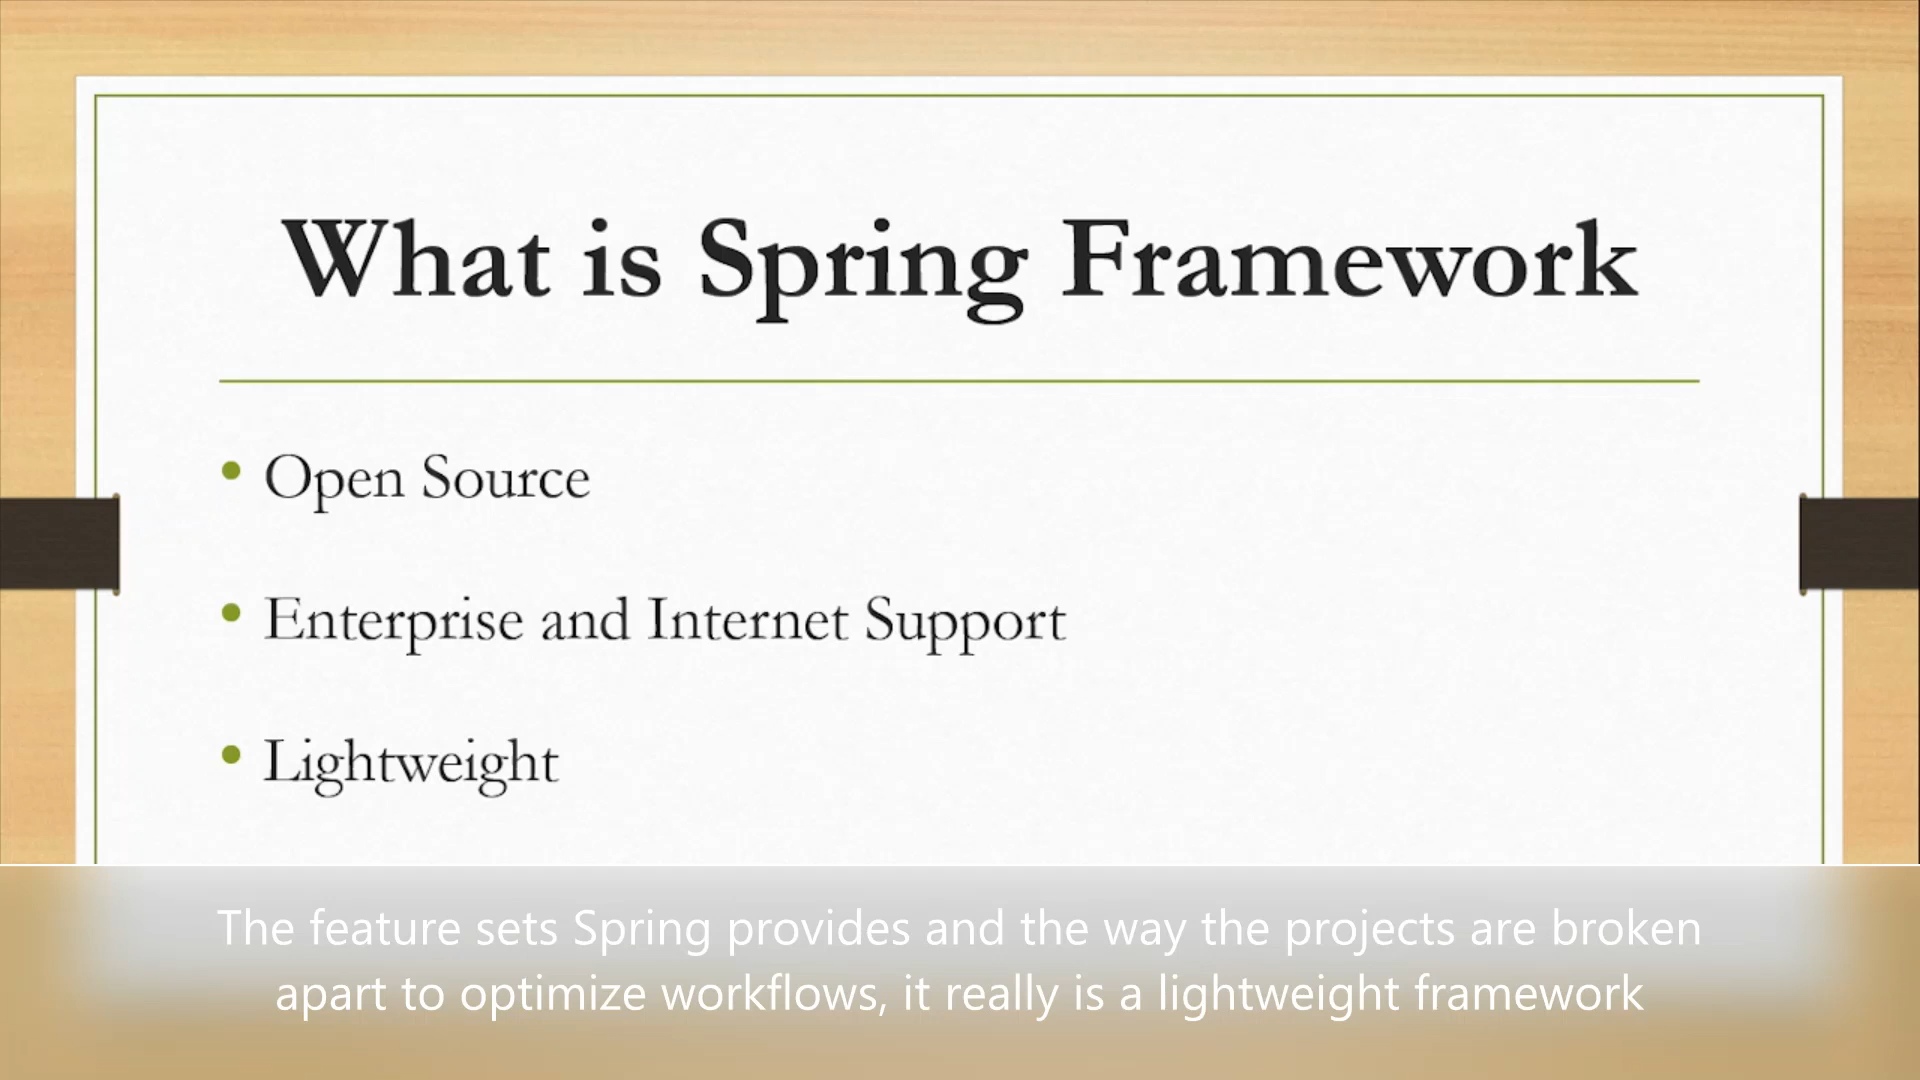 What is Spring Framework
• Open Source
• Enterprise and Internet Support
• Lightweight
The feature sets Spring provides and the way the projects are broken
apart to optimize workflows, it really is a lightweight framework